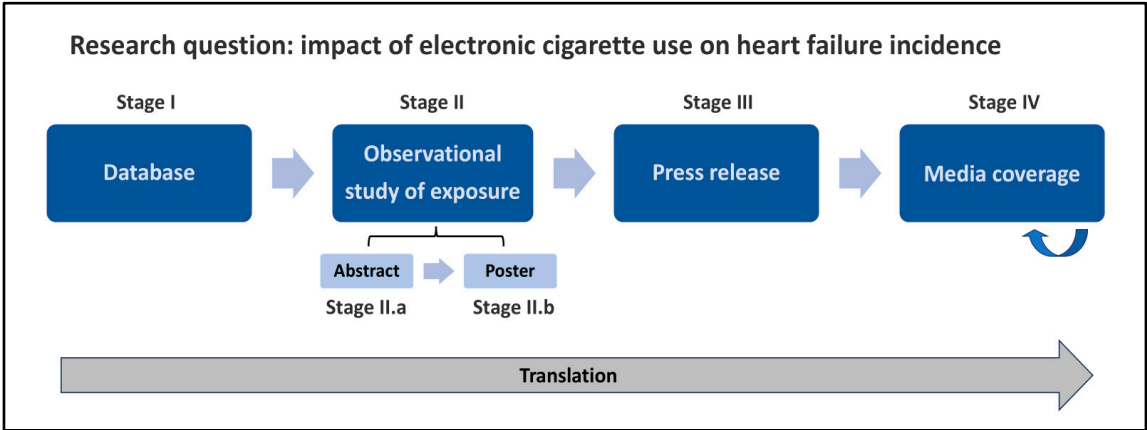 Research question: impact of electronic cigarette use on heart failure incidence
Stage I
Stage II
Stage III
Stage IV
Database
Observational
study of exposure
Press release
Media coverage
Abstract
Poster
Stage II.a
Stage II.b
Translation